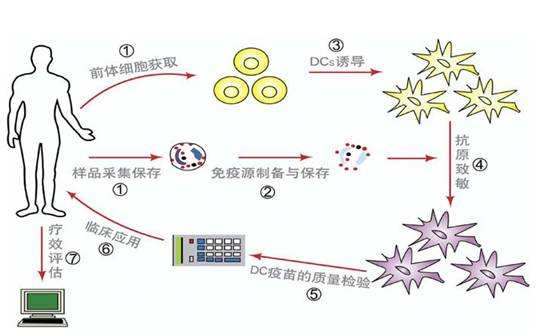 ①
前体细胞获取
③
DCs诱导
样品采集保存
①
免疫源制备与保存
②
抗原致敏
④
临床应用
⑥
DC疫苗的质量检验
⑤
疗效评估
⑦